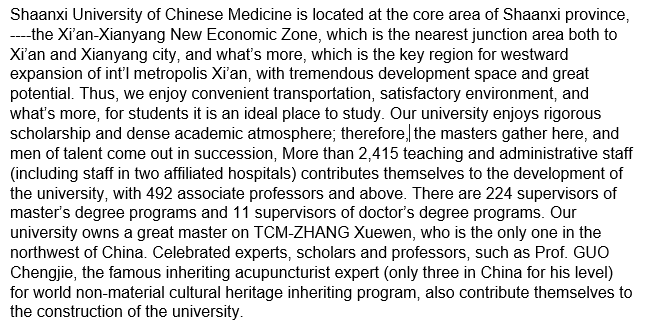 Shaanxi University of Chinese Medicine is located at the core area of Shaanxi province,
----the Xi’an-Xianyang New Economic Zone, which is the nearest junction area both to
Xi’an and Xianyang city, and what’s more, which is the key region for westward
expansion of int’l metropolis Xi’an, with tremendous development space and great
potential. Thus, we enjoy convenient transportation, satisfactory environment, and
what’s more, for students it is an ideal place to study. Our university enjoys rigorous
scholarship and dense academic atmosphere; therefore, the masters gather here, and
men of talent come out in succession, More than 2,415 teaching and administrative staff
(including staff in two affiliated hospitals) contributes themselves to the development of
the university, with 492 associate professors and above. There are 224 supervisors of
master’s degree programs and 11 supervisors of doctor’s degree programs. Our
university owns a great master on TCM-ZHANG Xuewen, who is the only one in the
northwest of China. Celebrated experts, scholars and professors, such as Prof. GUO
Chengjie, the famous inheriting acupuncturist expert (only three in China for his level)
for world non-material cultural heritage inheriting program, also contribute themselves to
the construction of the university.